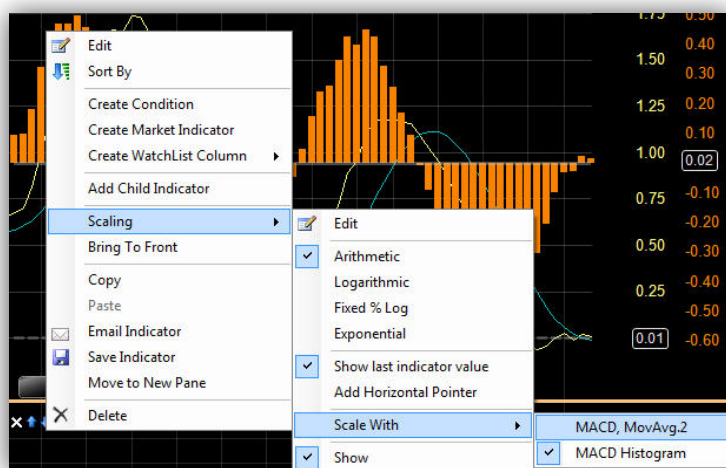 Edit
Sort By
Create Condition
Create Market Indicator
Create WatchList Column
Add Child Indicator
Scaling
Bring To Front
Copy
Paste
Email Indicator
Save Indicator
Move to New Pane
Delete
Edit
Arithmetic
Logarithmic
Fixed % Log
Exponential
Show last indicator value
Add Horizontal Pointer
Scale With
Show
MACD, MovAvg.2
MACD Histogram
1.75
1.50
1.25
1.00
0.75
0.50
0.25
0.01
0.50
0.40
0.30
0.20
0.10
0.02
-0.10
-0.20
-0.30
-0.40
-0.50
-0.60